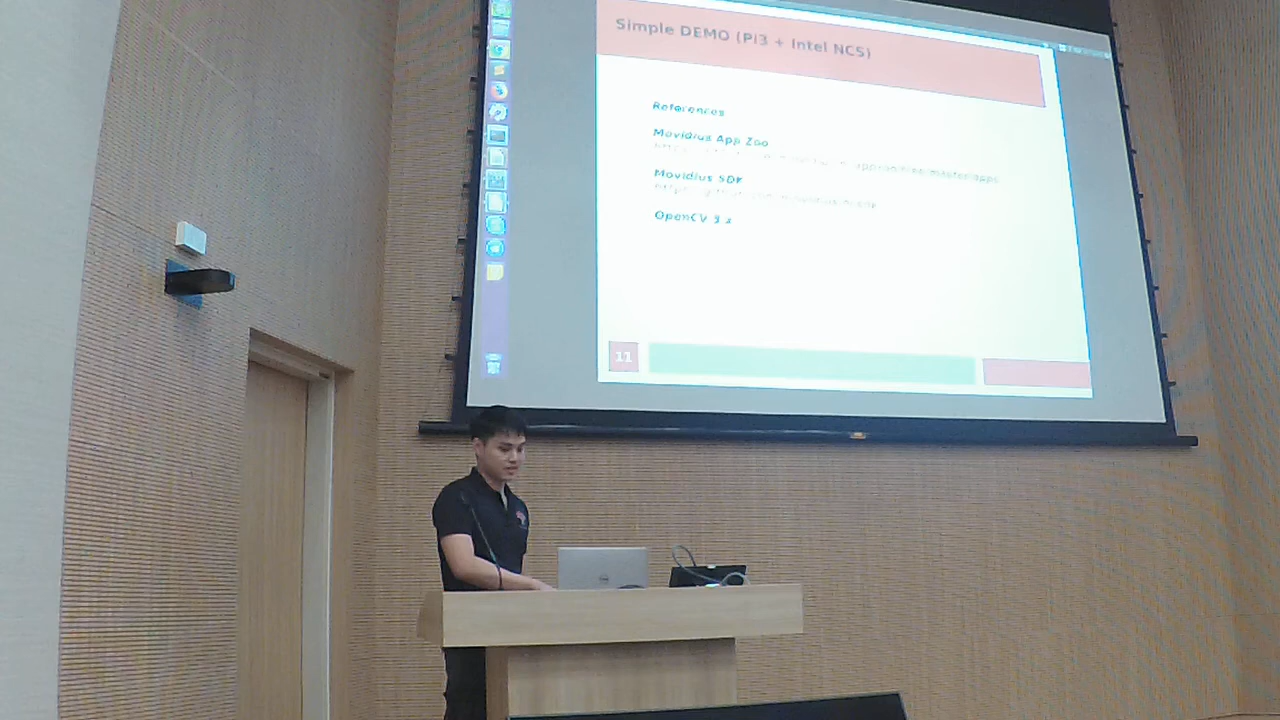 Simple DEMO (Pi3 + Intel NCS)
References
Movidius App Zoo
Movidius SDK
OpenCV 3.x
11